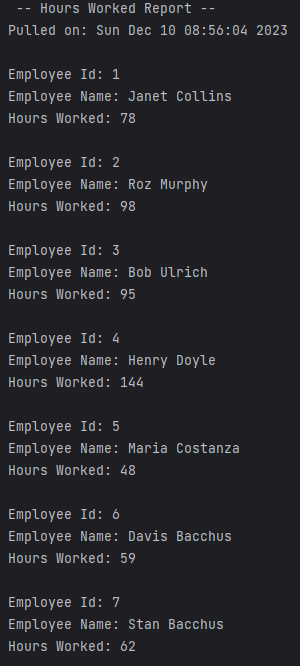 -- Hours Worked Report --
Pulled on: Sun Dec 10 08:56:04 2023
Employee Id: 1
Employee Name: Janet Collins
Hours Worked: 78
Employee Id: 2
Employee Name: Roz Murphy
Hours Worked: 98
Employee Id: 3
Employee Name: Bob Ulrich
Hours Worked: 95
Employee Id: 4
Employee Name: Henry Doyle
Hours Worked: 144
Employee Id: 5
Employee Name: Maria Costanza
Hours Worked: 48
Employee Id: 6
Employee Name: Davis Bacchus
Hours Worked: 59
Employee Id: 7
Employee Name: Stan Bacchus
Hours Worked: 62